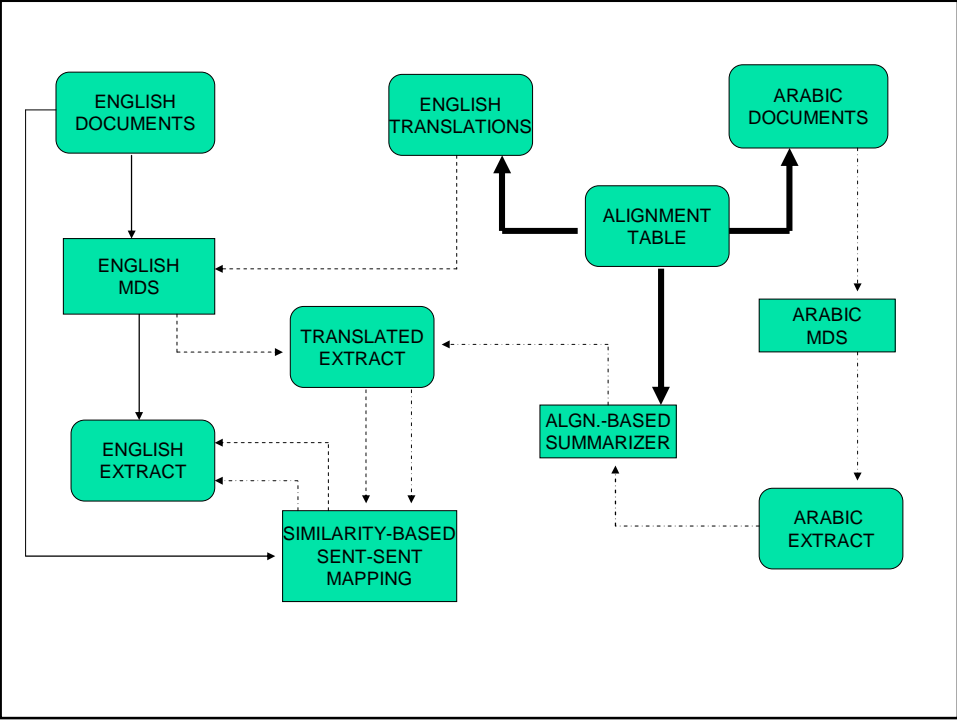 ENGLISH
DOCUMENTS
ENGLISH
TRANSLATIONS
ARABIC
DOCUMENTS
ALIGNMENT
TABLE
ENGLISH
MDS
TRANSLATED
EXTRACT
ARABIC
MDS
ENGLISH
EXTRACT
ALGN.-BASED
SUMMARIZER
SIMILARITY-BASED
SENT-SENT
MAPPING
ARABIC
EXTRACT